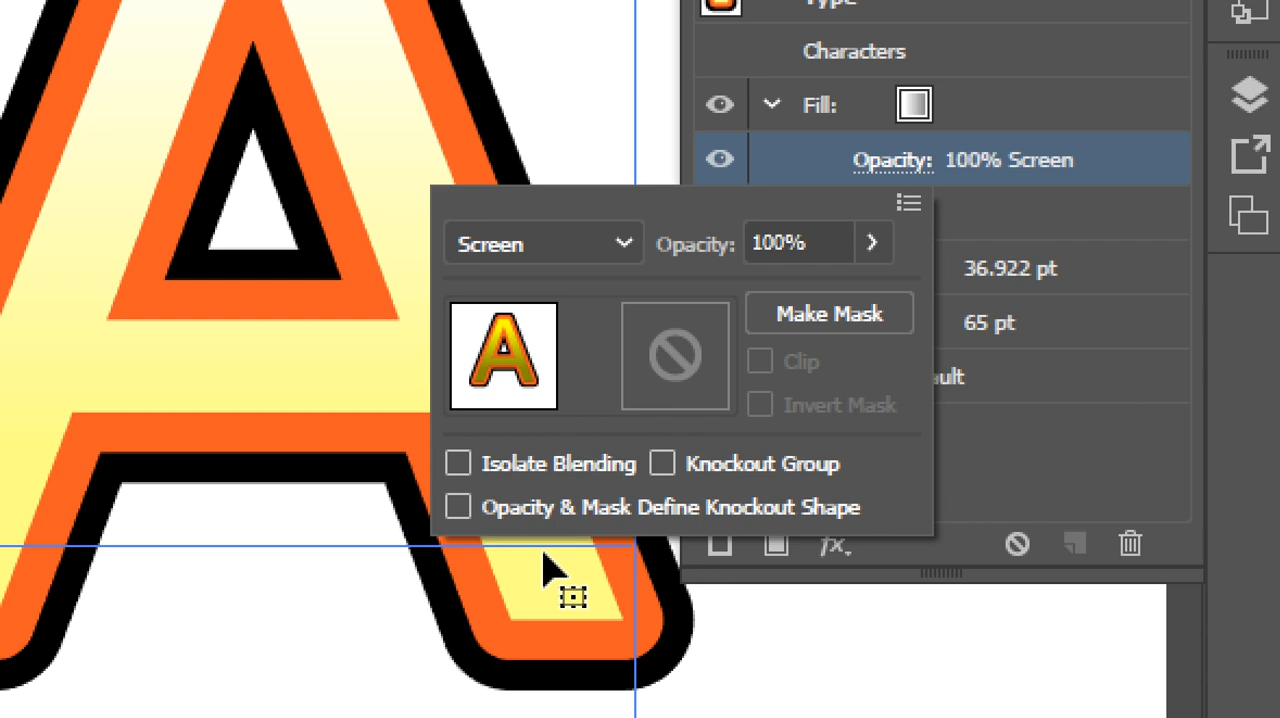 Type
Characters
Fill:
Opacity: 100% Screen
Screen Opacity: 100%
36.922 pt
A
Make Mask
65 pt
Clip
ault
Invert Mask
Isolate Blending Knockout Group
Opacity & Mask Define Knockout Shape
fx.
A